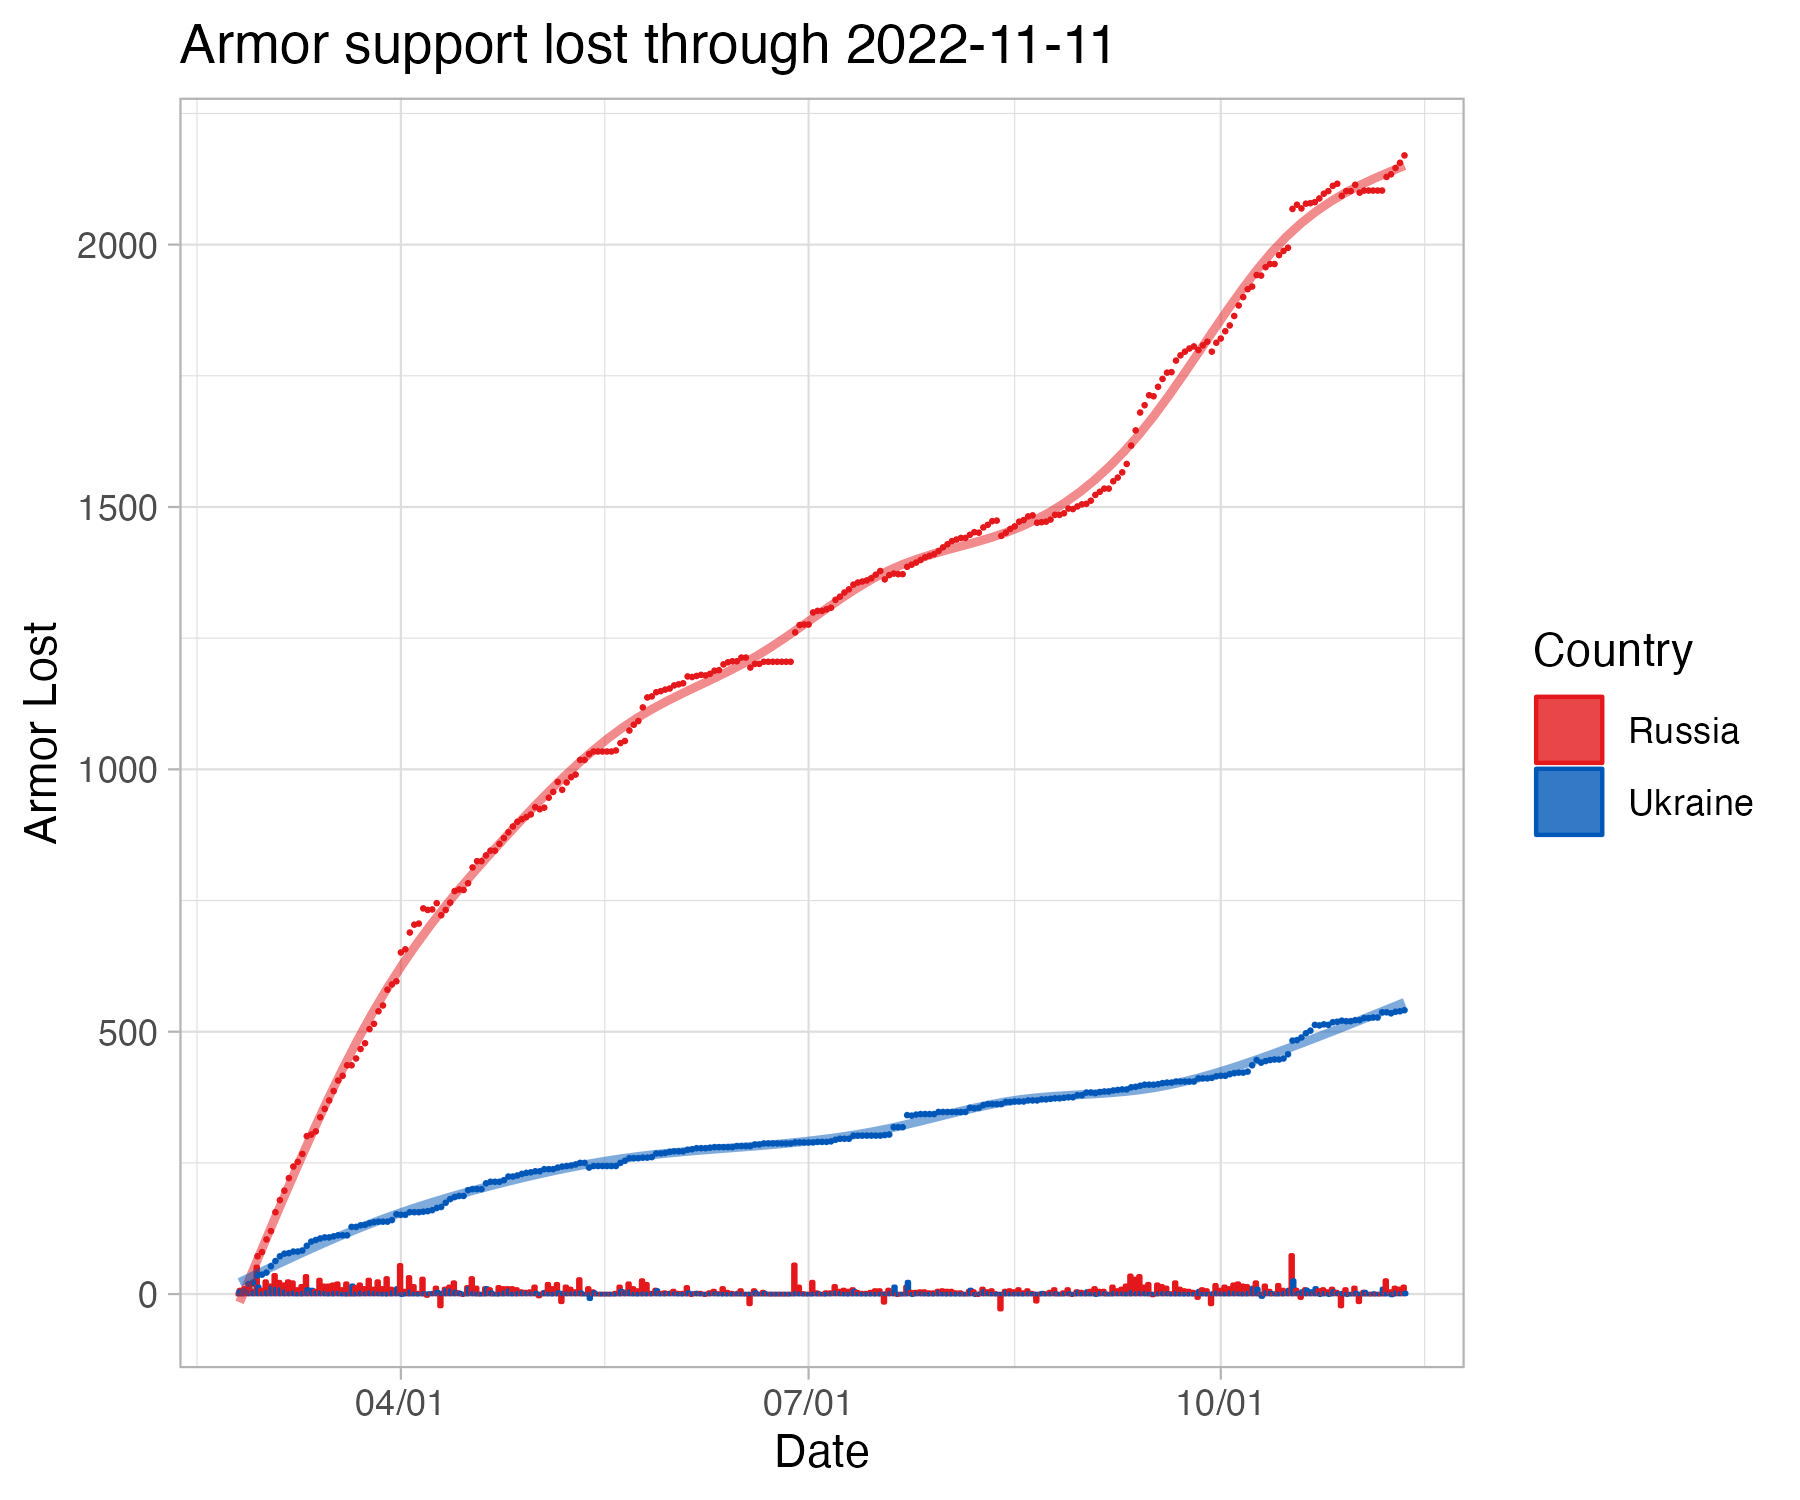 Armor support lost through 2022-11-11
Armor Lost
2000
1500
1000
500
0
04/01
07/01
10/01
Date
Country
Russia
Ukraine